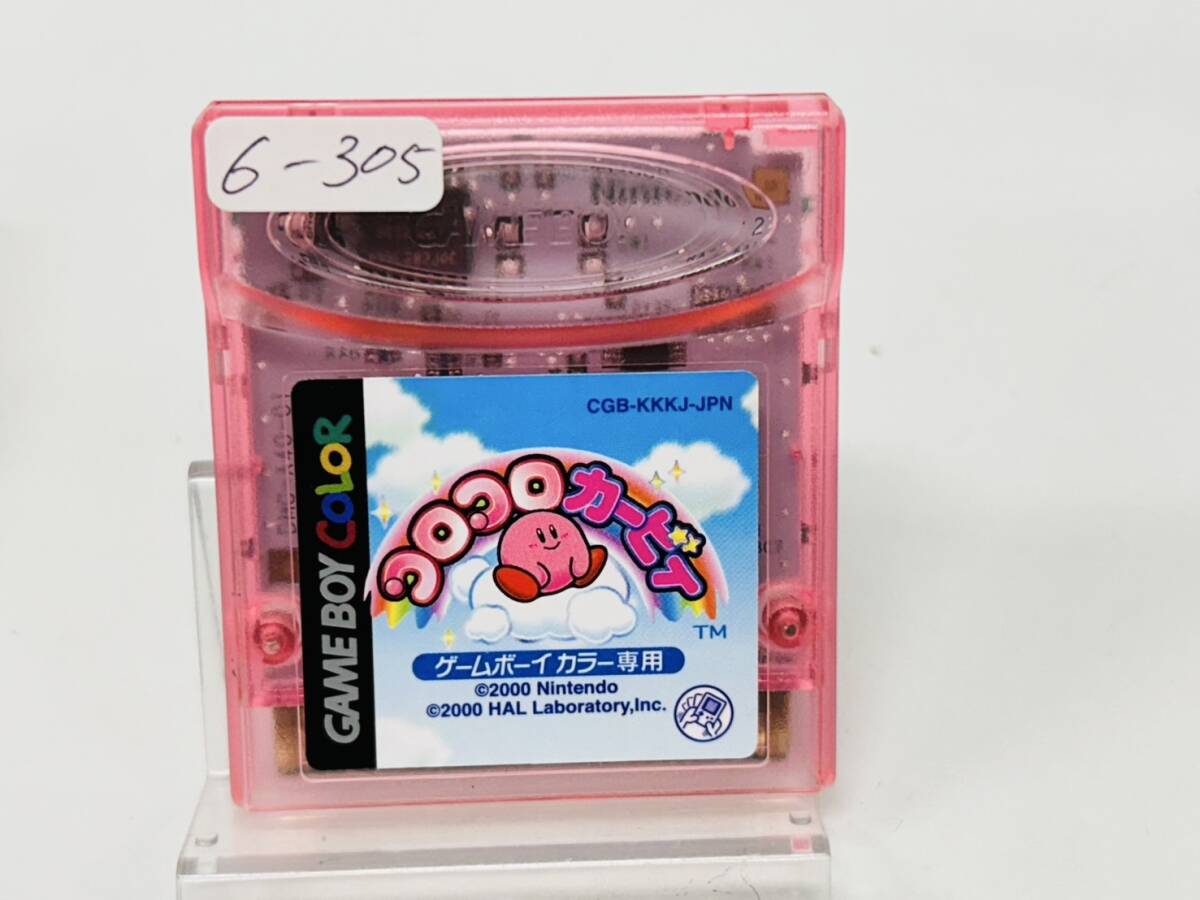 6-305
Nintendo
GAME BOY COLOR
CGB-KKKJ-JPN
コロコロカービィ
TM
ゲームボーイカラー専用
©2000 Nintendo
©2000 HAL Laboratory,Inc.